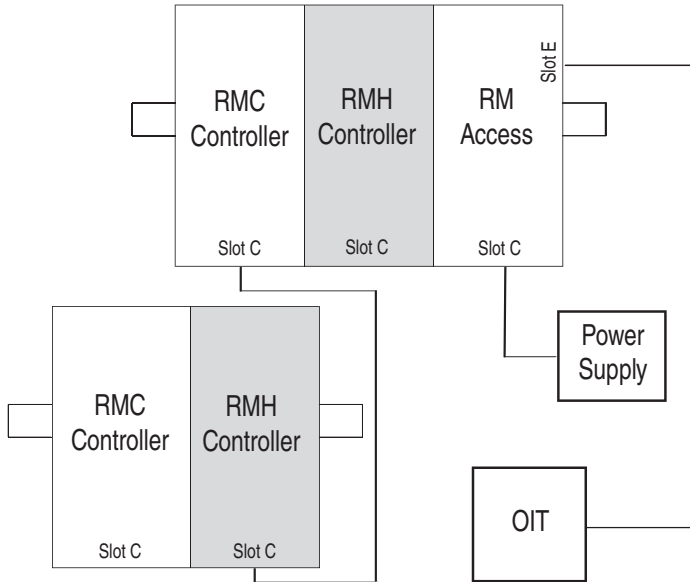 RMC
Controller
RMH
Controller
RM
Access
Slot E
Slot C
Slot C
Slot C
Power
Supply
RMC
Controller
RMH
Controller
Slot C
Slot C
OIT